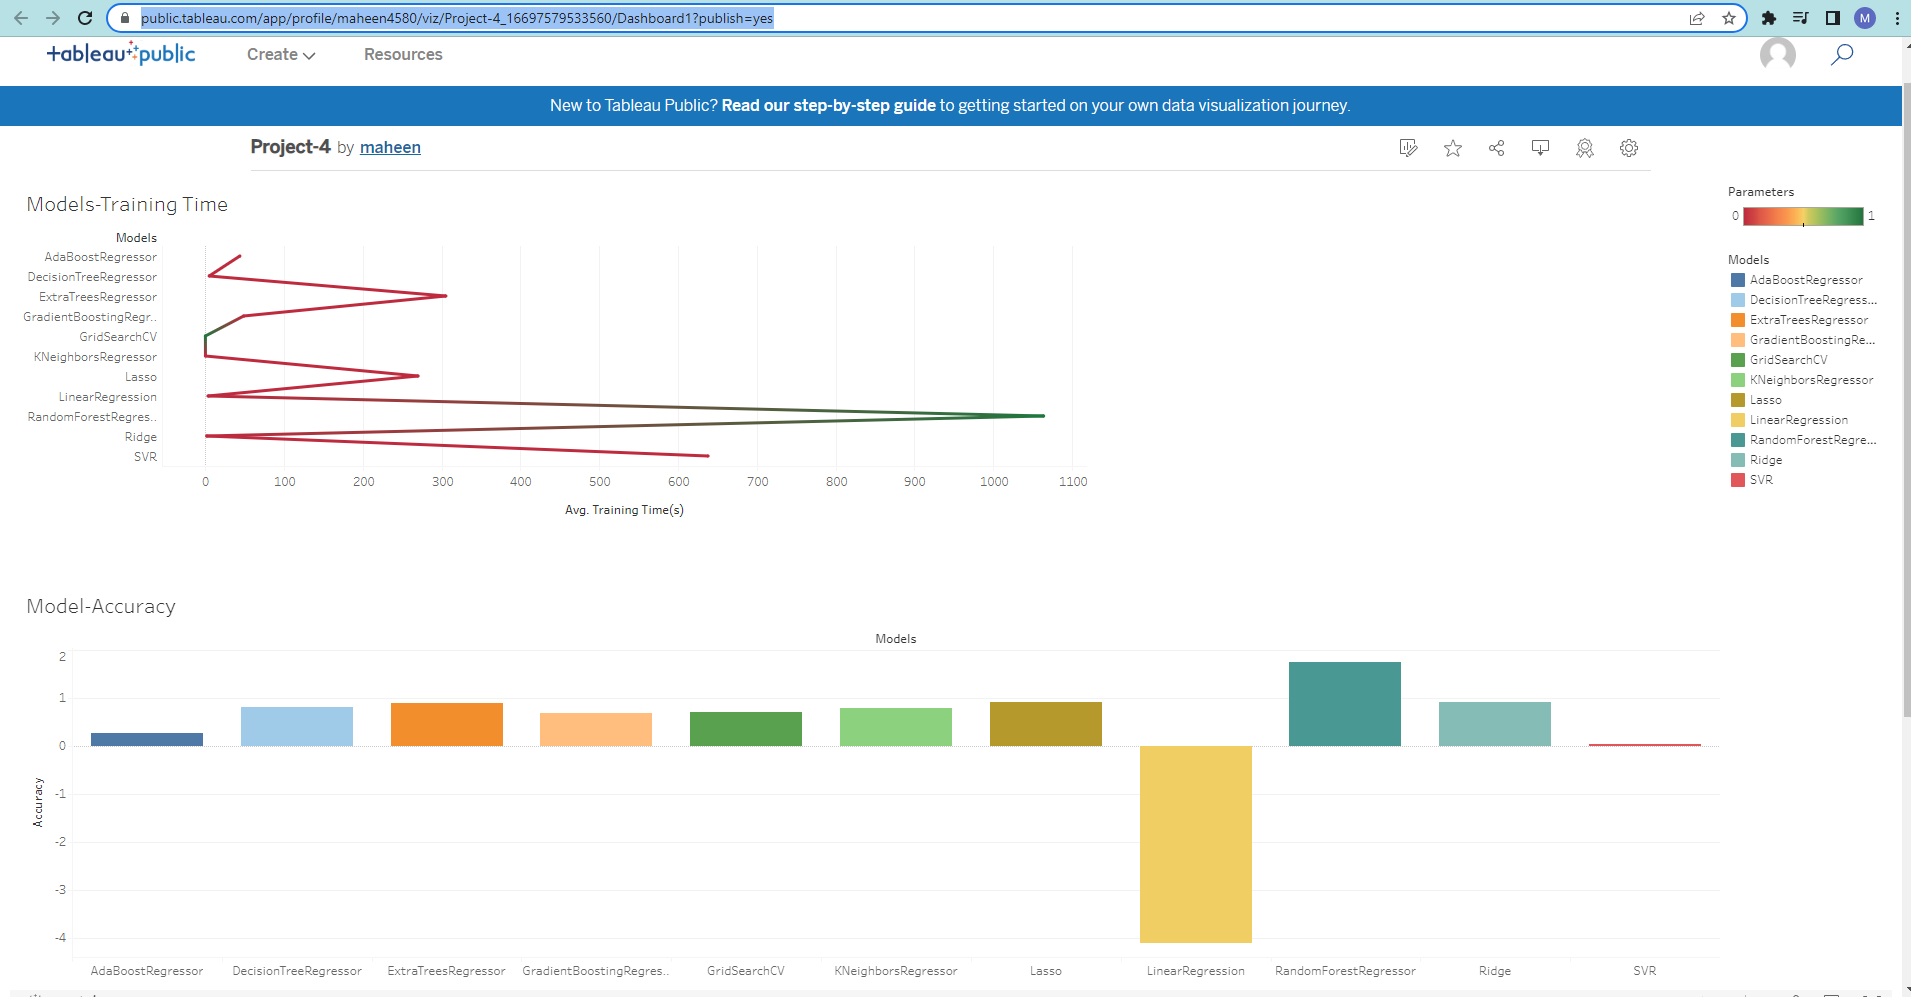 public.tableau.com/app/profile/maheen4580/viz/Project-4_16697579533560/Dashboard1?publish=yes
M
tableau public
Create
Resources
New to Tableau Public? Read our step-by-step guide to getting started on your own data visualization journey.
Project-4 by maheen
Models-Training Time
Models
AdaBoostRegressor
DecisionTreeRegressor
ExtraTreesRegressor
GradientBoostingRegr..
GridSearchCV
KNeighborsRegressor
Lasso
LinearRegression
RandomForestRegres..
Ridge
SVR
0 100 200 300 400 500 600 700 800 900 1000 1100
Avg. Training Time(s)
Parameters
0 1
Models
AdaBoostRegressor
DecisionTreeRegress...
ExtraTreesRegressor
GradientBoostingRe...
GridSearchCV
KNeighborsRegressor
Lasso
LinearRegression
RandomForestRegre...
Ridge
SVR
Model-Accuracy
Models
2
1
0
-1
-2
-3
-4
Accuracy
AdaBoostRegressor DecisionTreeRegressor ExtraTreesRegressor GradientBoostingRegres.. GridSearchCV KNeighborsRegressor Lasso LinearRegression RandomForestRegressor Ridge SVR